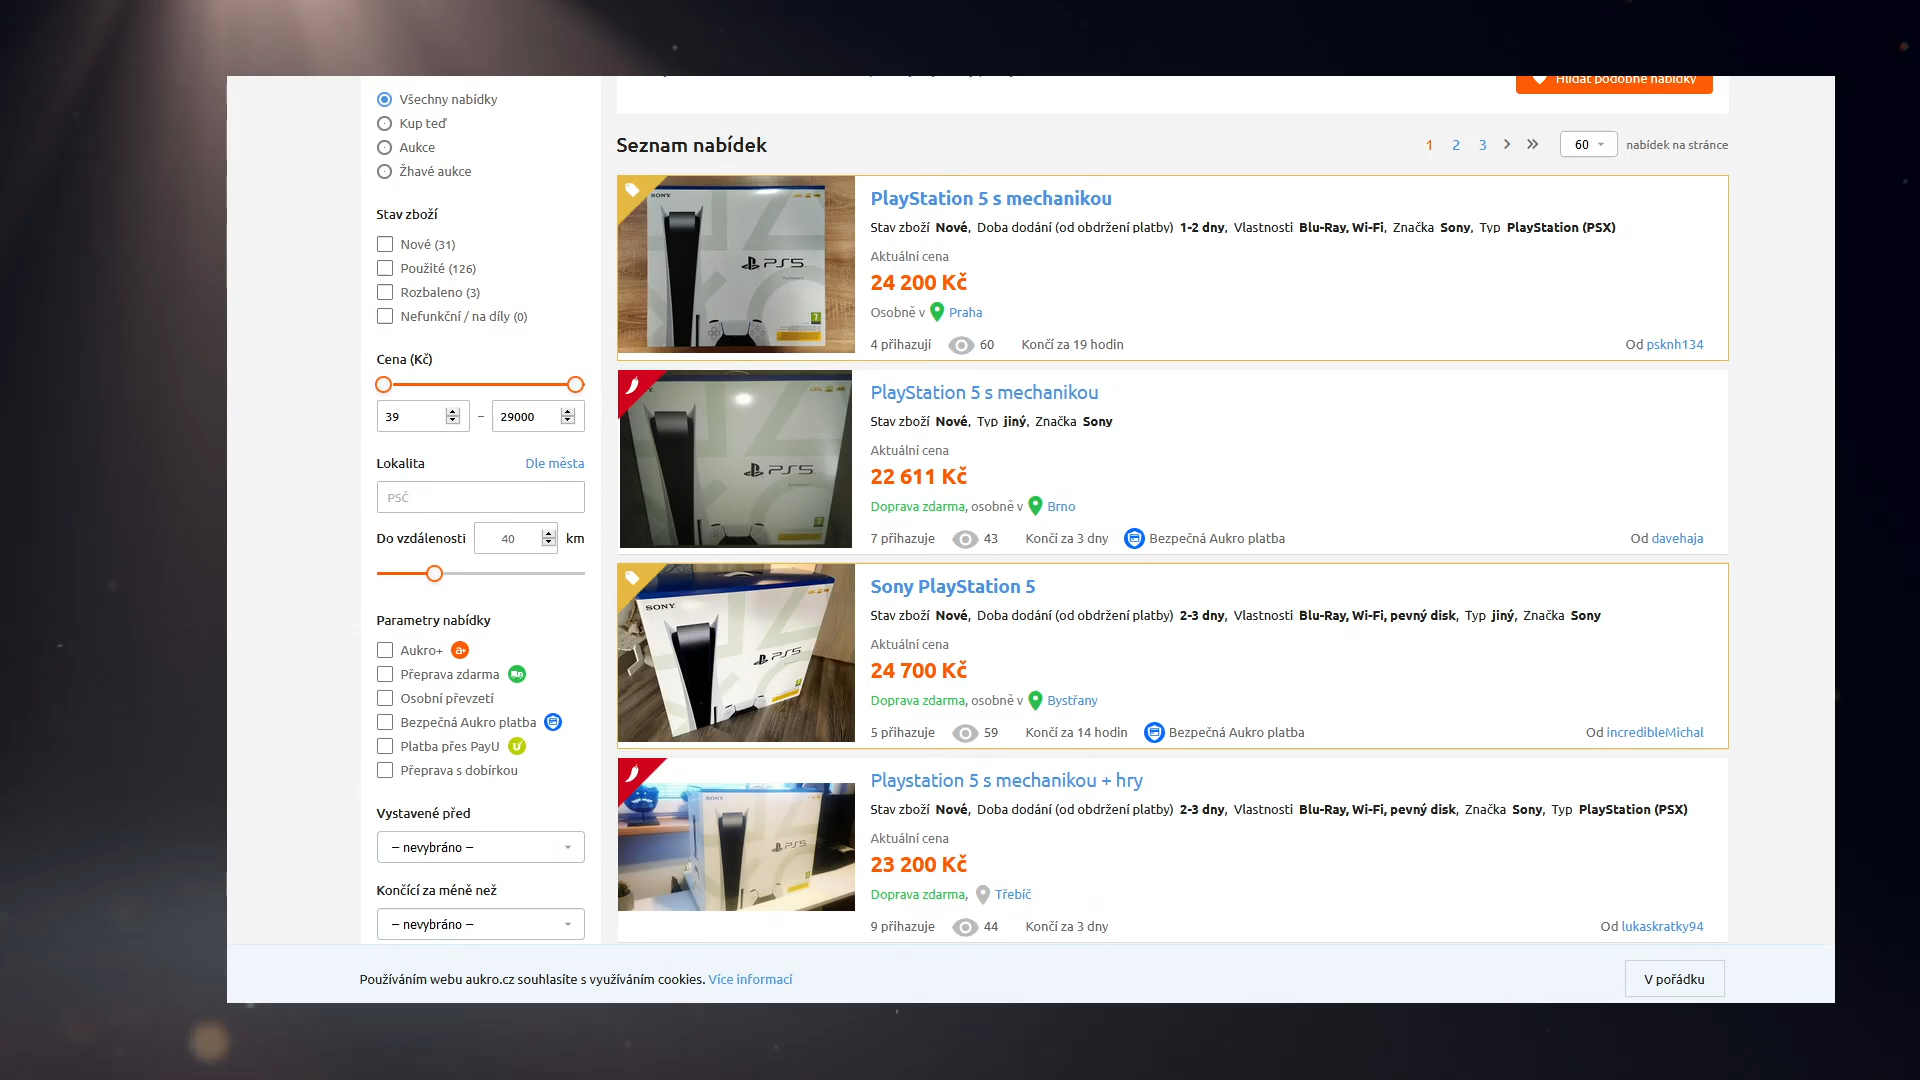 Všechny nabídky
Kup teď
Aukce
Žhavé aukce
Stav zboží
Nové (31)
Použité (126)
Rozbaleno (3)
Nefunkční / na díly (0)
Cena (Kč)
39 – 29000
Lokalita Dle města
PSČ
Do vzdálenosti 40 km
Parametry nabídky
Aukro+ a+
Přeprava zdarma
Osobní převzetí
Bezpečná Aukro platba
Platba přes PayU
Přeprava s dobírkou
Vystavené před
-- nevybráno --
Končící za méně než
-- nevybráno --
Hlídat podobné nabídky
Seznam nabídek
1 2 3 60 nabídek na stránce
SONY
PS5
PlayStation 5 s mechanikou
Stav zboží Nové, Doba dodání (od obdržení platby) 1-2 dny, Vlastnosti Blu-Ray, Wi-Fi, Značka Sony, Typ PlayStation (PSX)
Aktuální cena
24 200 Kč
Osobně v Praha
4 přihazují 60 Končí za 19 hodin Od psknh134
PS5
PlayStation 5 s mechanikou
Stav zboží Nové, Typ jiný, Značka Sony
Aktuální cena
22 611 Kč
Doprava zdarma, osobně v Brno
7 přihazuje 43 Končí za 3 dny Bezpečná Aukro platba Od davehaja
SONY
PS5
Sony PlayStation 5
Stav zboží Nové, Doba dodání (od obdržení platby) 2-3 dny, Vlastnosti Blu-Ray, Wi-Fi, pevný disk, Typ jiný, Značka Sony
Aktuální cena
24 700 Kč
Doprava zdarma, osobně v Bystřany
5 přihazuje 59 Končí za 14 hodin Bezpečná Aukro platba Od incredibleMichal
SONY
PS5
Playstation 5 s mechanikou + hry
Stav zboží Nové, Doba dodání (od obdržení platby) 2-3 dny, Vlastnosti Blu-Ray, Wi-Fi, pevný disk, Značka Sony, Typ PlayStation (PSX)
Aktuální cena
23 200 Kč
Doprava zdarma, Třebíč
9 přihazuje 44 Končí za 3 dny Od lukaskratky94
Používáním webu aukro.cz souhlasíte s využíváním cookies. Více informací
V pořádku